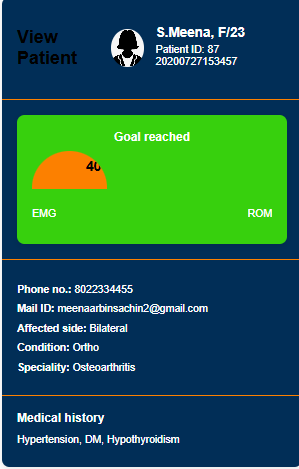 View
Patient
S.Meena, F/23
Patient ID: 87
20200727153457
Goal reached
40
EMG
ROM
Phone no.: 8022334455
Mail ID: meenaarbinsachin2@gmail.com
Affected side: Bilateral
Condition: Ortho
Speciality: Osteoarthritis
Medical history
Hypertension, DM, Hypothyroidism